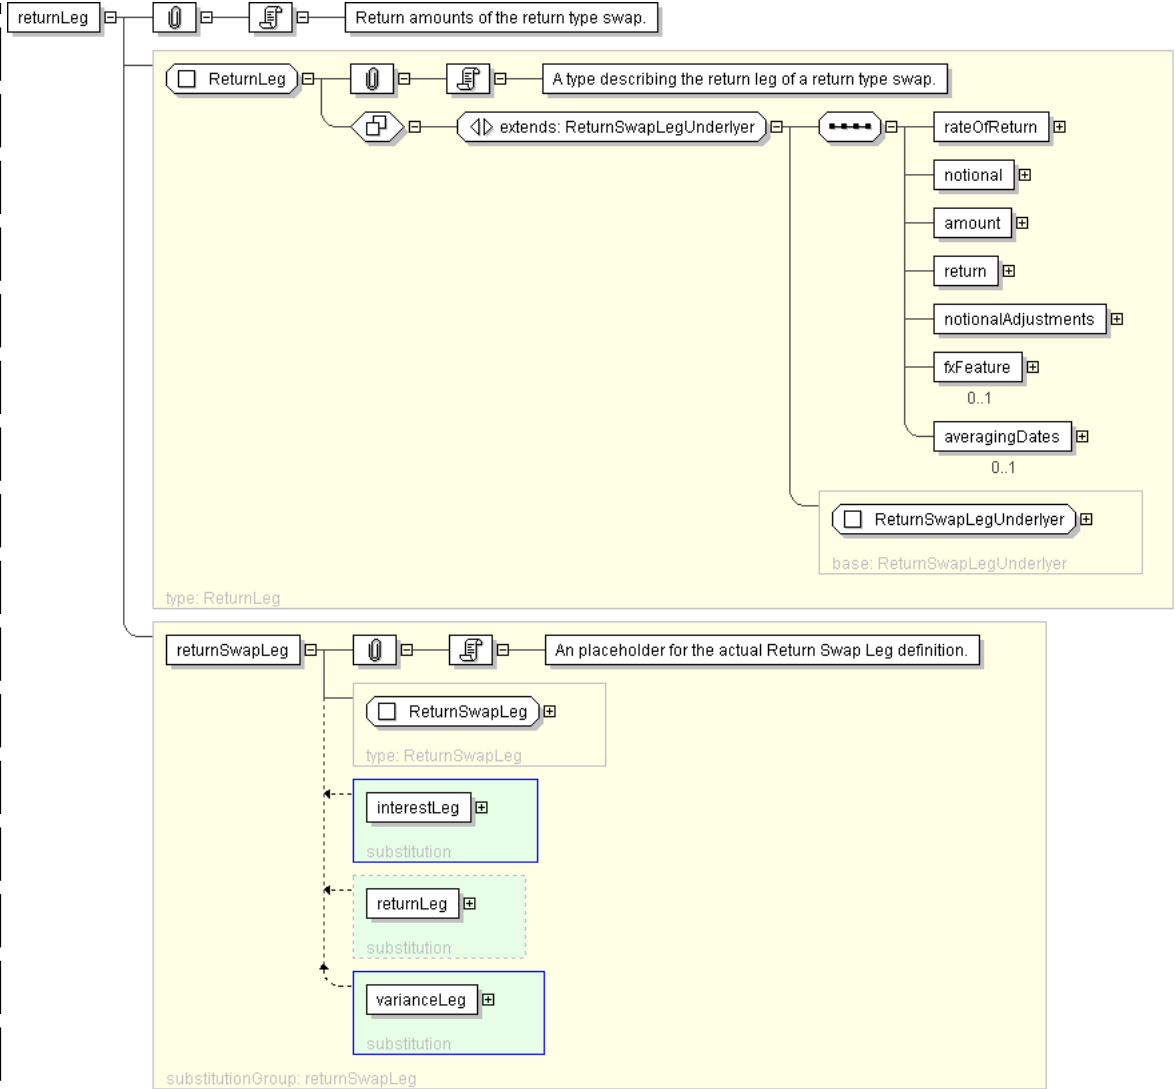 returnLeg
Return amounts of the return type swap.
ReturnLeg
A type describing the return leg of a return type swap.
extends: ReturnSwapLegUnderlyer
rateOfReturn
notional
amount
return
notionalAdjustments
fxFeature
0..1
averagingDates
0..1
ReturnSwapLegUnderlyer
base: ReturnSwapLegUnderlyer
type: ReturnLeg
returnSwapLeg
An placeholder for the actual Return Swap Leg definition.
ReturnSwapLeg
type: ReturnSwapLeg
interestLeg
substitution
returnLeg
substitution
varianceLeg
substitution
substitutionGroup: returnSwapLeg